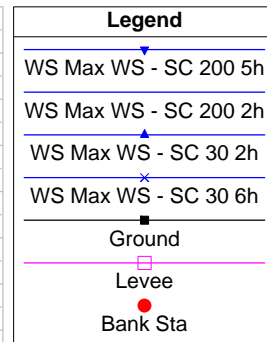 Legend
WS Max WS - SC 200 5h
WS Max WS - SC 200 2h
WS Max WS - SC 30 2h
WS Max WS - SC 30 6h
Ground
Levee
Bank Sta